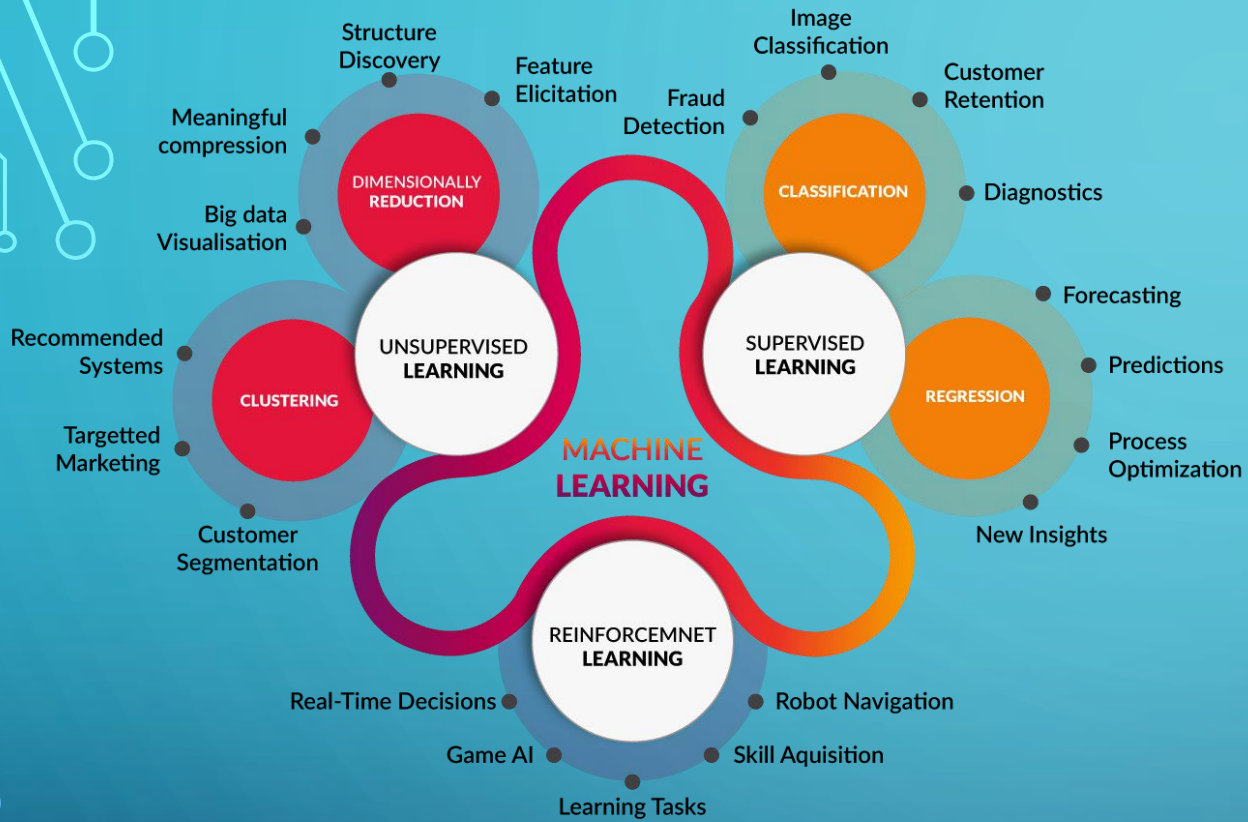 Structure
Discovery
Feature
Elicitation
Meaningful
compression
Big data
Visualisation
DIMENSIONALLY
REDUCTION
Recommended
Systems
Targetted
Marketing
Customer
Segmentation
CLUSTERING
UNSUPERVISED
LEARNING
Image
Classification
Fraud
Detection
Customer
Retention
Diagnostics
CLASSIFICATION
SUPERVISED
LEARNING
Forecasting
Predictions
Process
Optimization
New Insights
REGRESSION
MACHINE
LEARNING
REINFORCEMNET
LEARNING
Real-Time Decisions
Game AI
Learning Tasks
Skill Aquisition
Robot Navigation